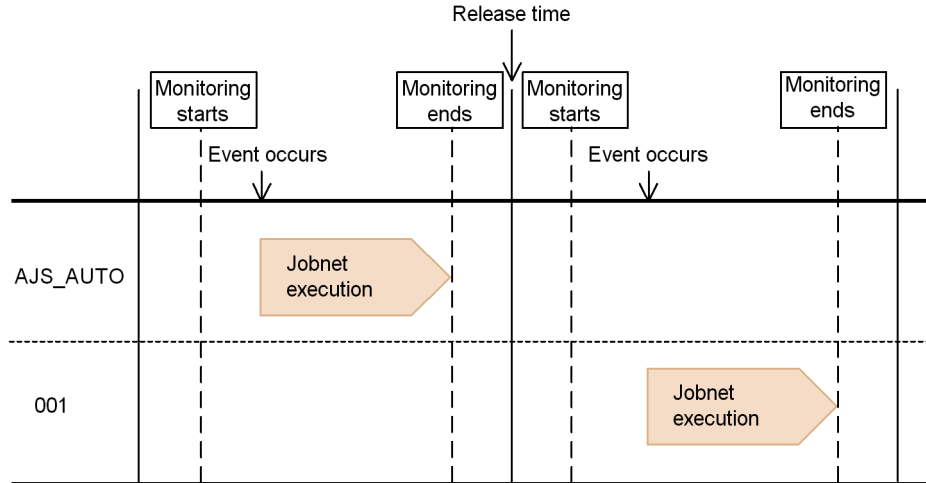 Release time
Monitoring
starts
Monitoring
ends
Monitoring
starts
Monitoring
ends
Event occurs
Event occurs
AJS_AUTO
Jobnet
execution
001
Jobnet
execution